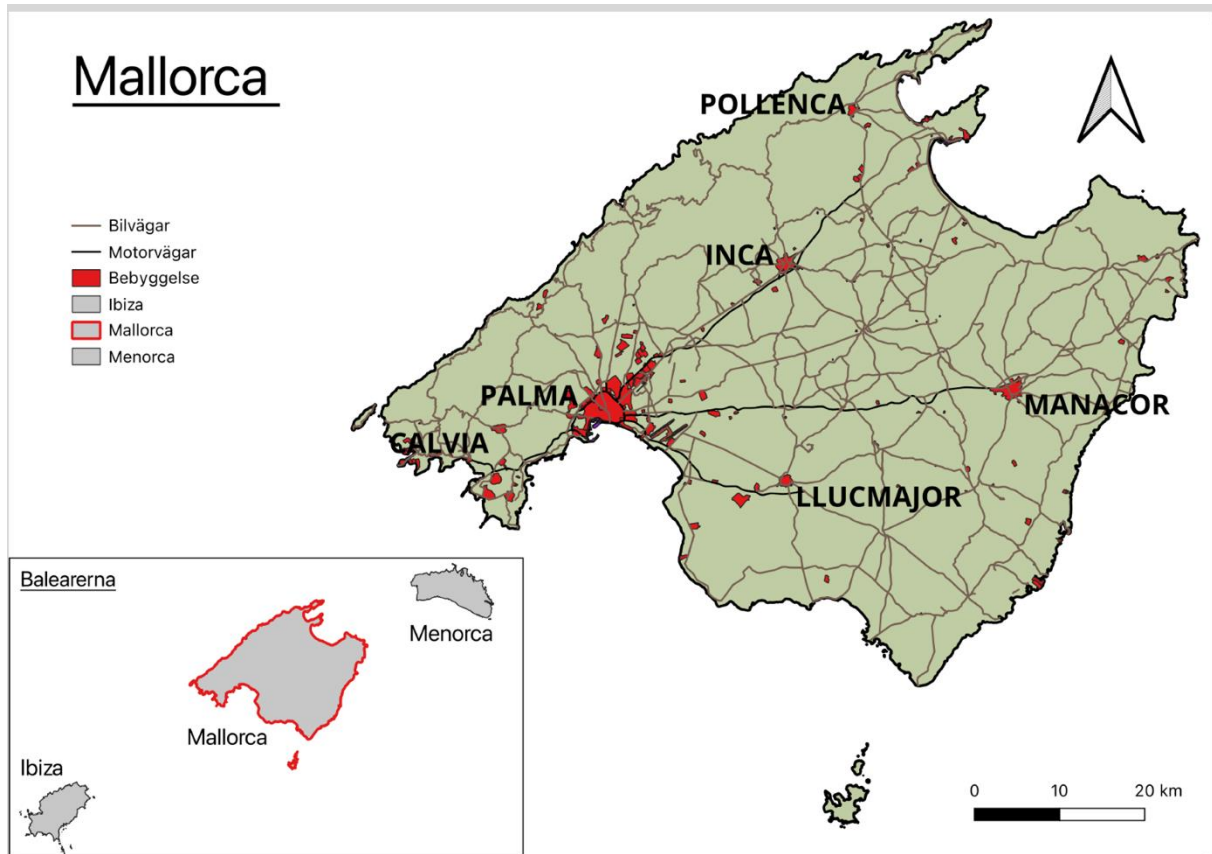 Mallorca
Bilvägar
Motorvägar
Bebyggelse
Ibiza
Mallorca
Menorca
POLLENCA
INCA
PALMA
MANACOR
CALVIA
LLUCMAJOR
Balearerna
Menorca
Mallorca
Ibiza
0 10 20 km